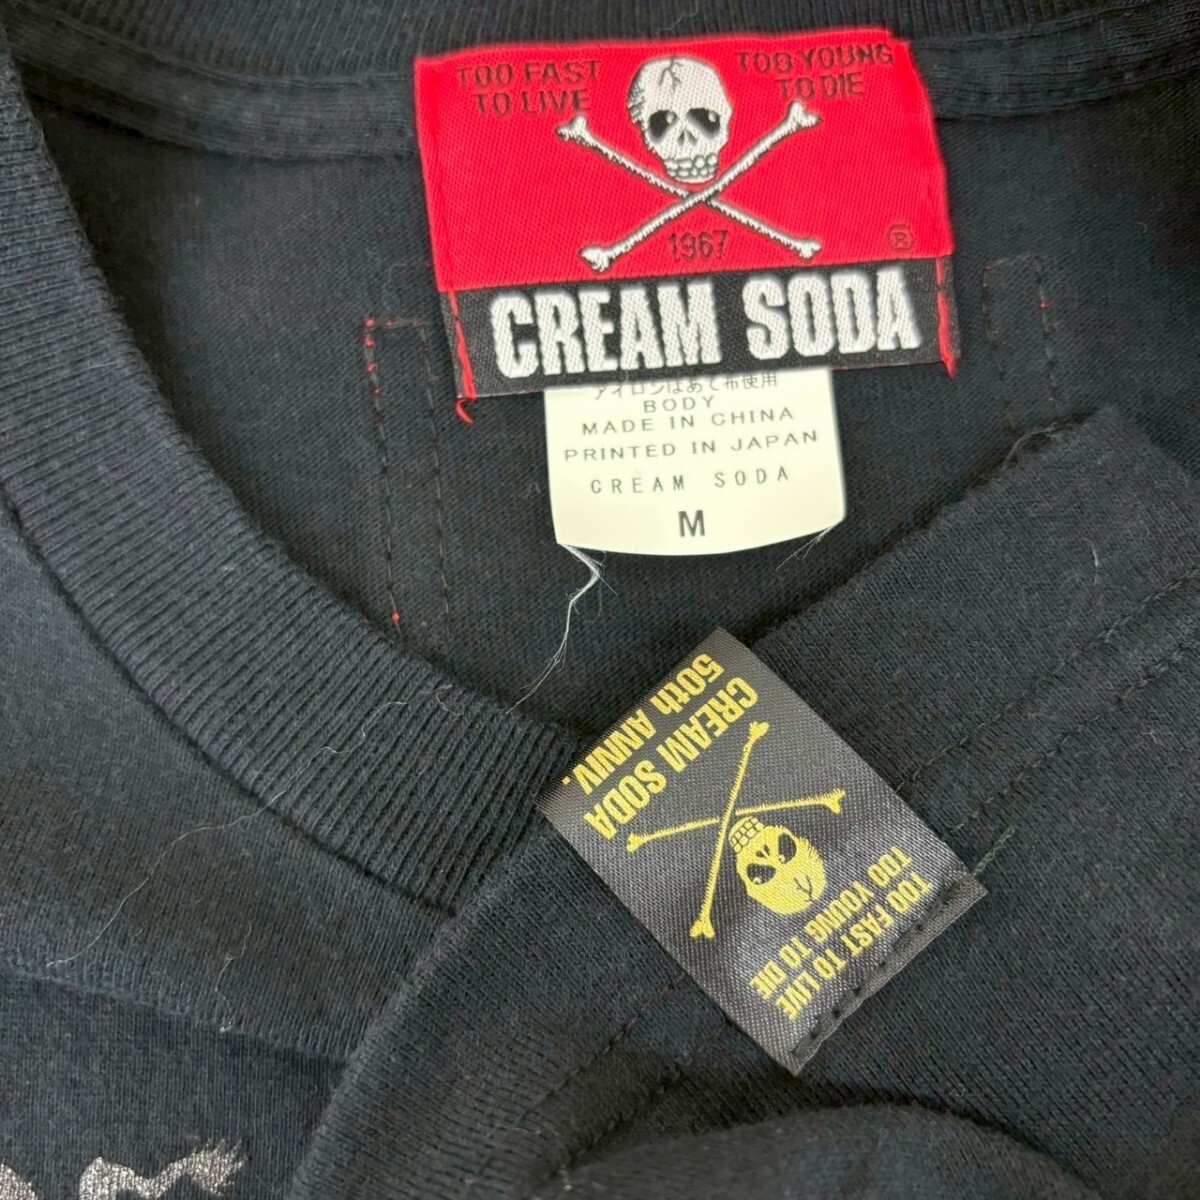 TOO FAST
TO LIVE
TOO YOUNG
TO DIE
1967
®
CREAM SODA
アイロンはあて布使用
BODY
MADE IN CHINA
PRINTED IN JAPAN
CREAM SODA
M
CREAM SODA
50th ANNIV.
TOO FAST TO LIVE
TOO YOUNG TO DIE